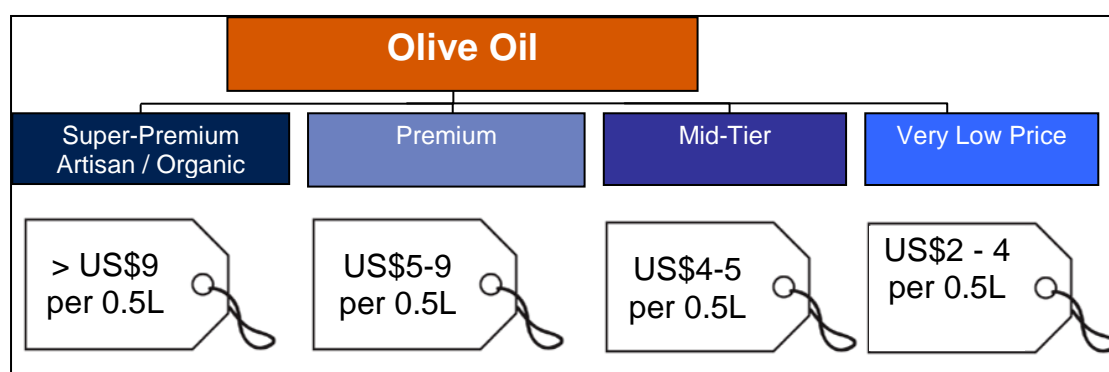 Olive Oil
Super-Premium
Artisan / Organic
Premium
Mid-Tier
Very Low Price
> US$9
per 0.5L
US$5-9
per 0.5L
US$4-5
per 0.5L
US$2 - 4
per 0.5L